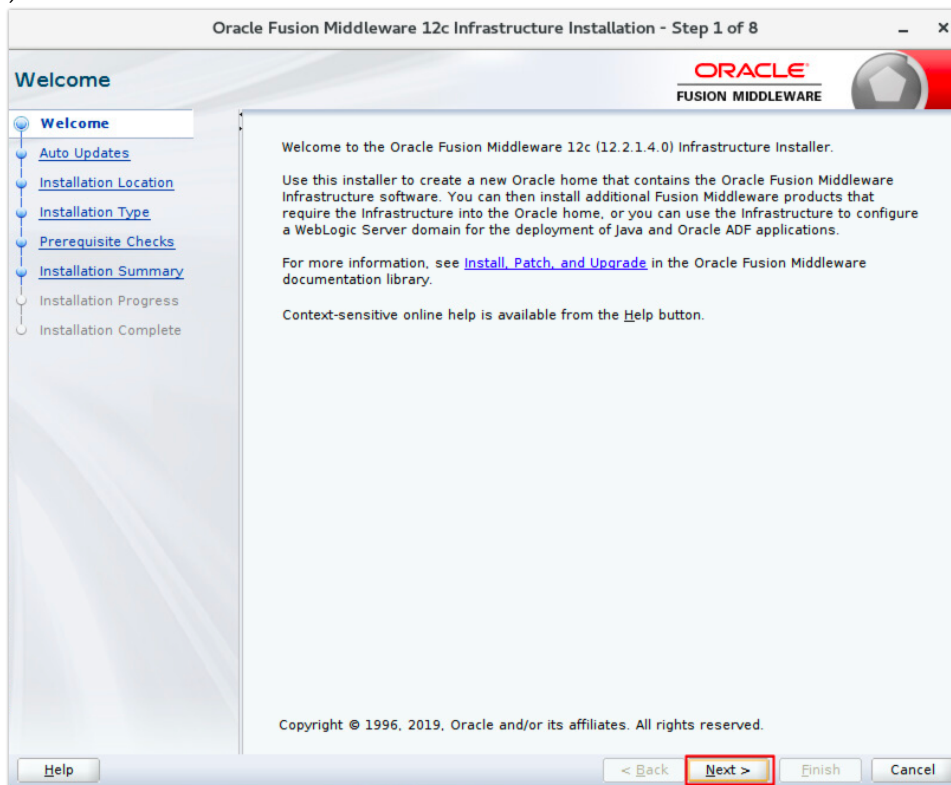 Oracle Fusion Middleware 12c Infrastructure Installation - Step 1 of 8
Welcome
ORACLE
FUSION MIDDLEWARE
Welcome
Auto Updates
Installation Location
Installation Type
Prerequisite Checks
Installation Summary
Installation Progress
Installation Complete
Welcome to the Oracle Fusion Middleware 12c (12.2.1.4.0) Infrastructure Installer.
Use this installer to create a new Oracle home that contains the Oracle Fusion Middleware
Infrastructure software. You can then install additional Fusion Middleware products that
require the Infrastructure into the Oracle home, or you can use the Infrastructure to configure
a WebLogic Server domain for the deployment of Java and Oracle ADF applications.
For more information, see Install, Patch, and Upgrade in the Oracle Fusion Middleware
documentation library.
Context-sensitive online help is available from the Help button.
Copyright © 1996, 2019, Oracle and/or its affiliates. All rights reserved.
Help
< Back
Next >
Finish
Cancel